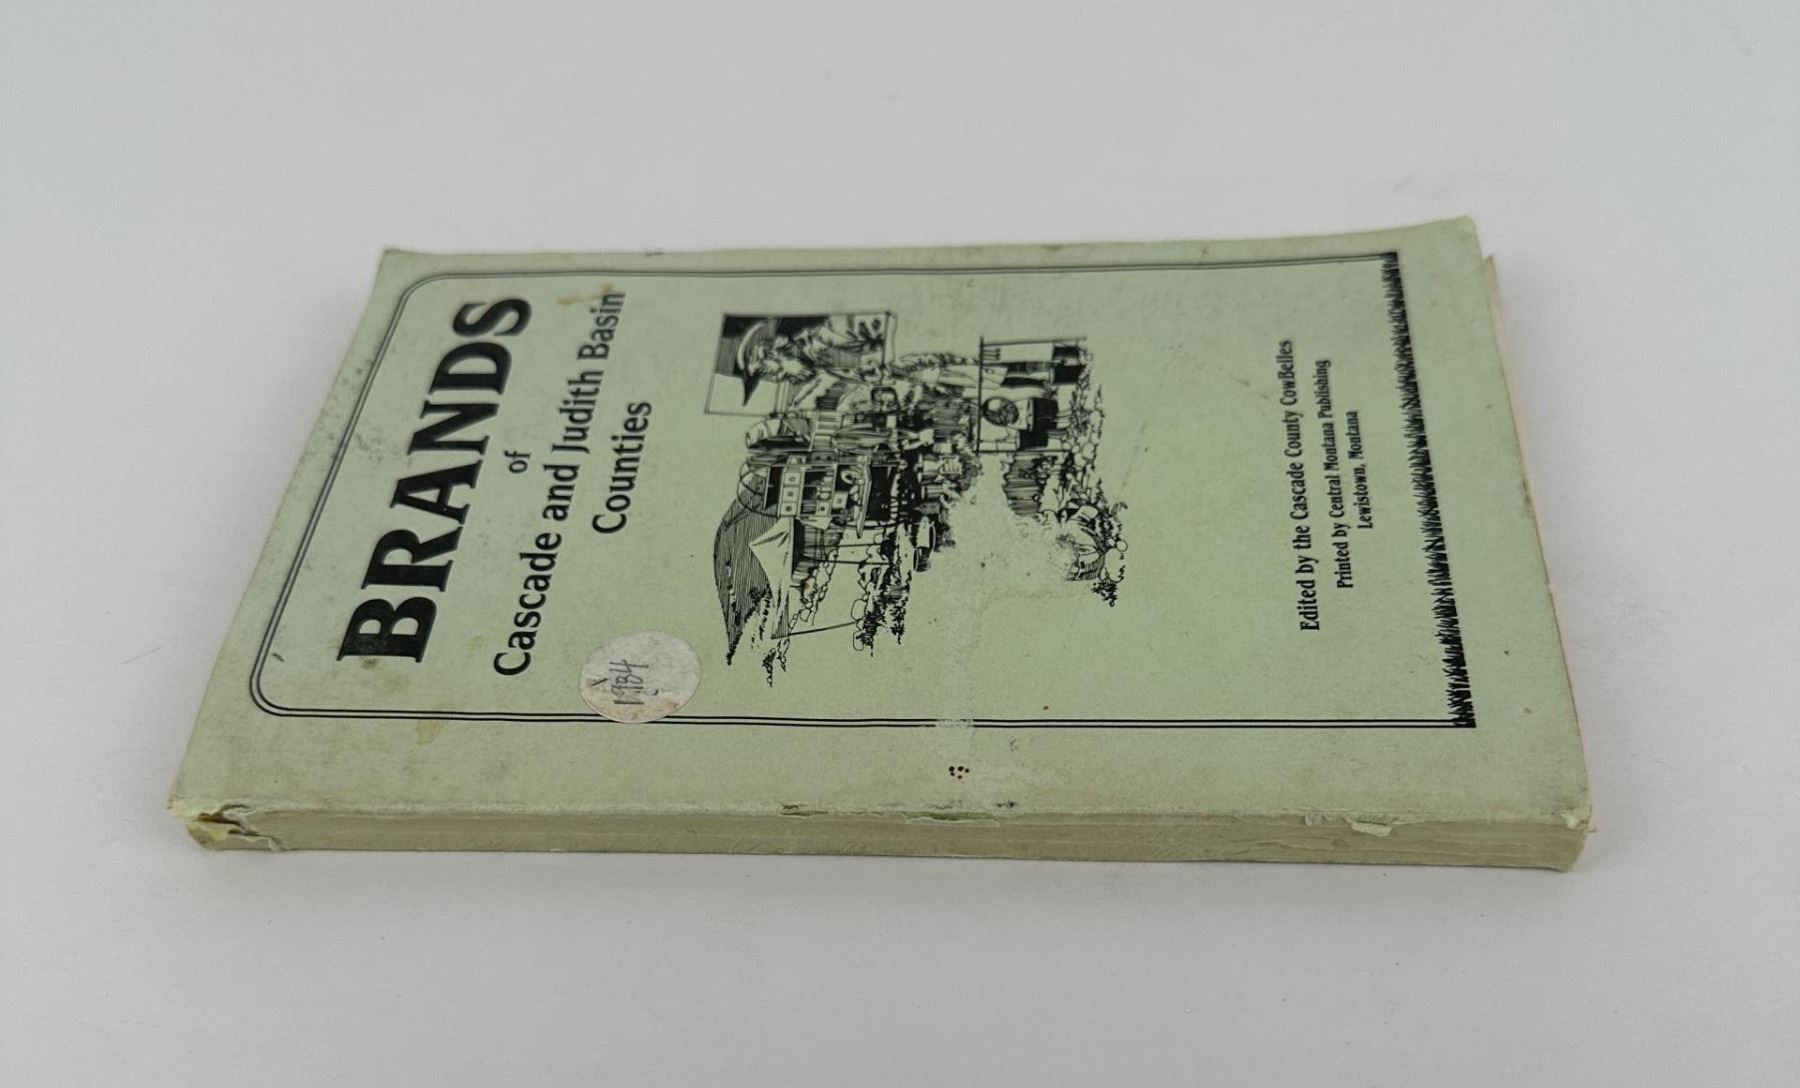 BRANDS
of
Cascade and Judith Basin
Counties
1984
Edited by the Cascade County CowBelles
Printed by Central Montana Publishing
Lewistown, Montana